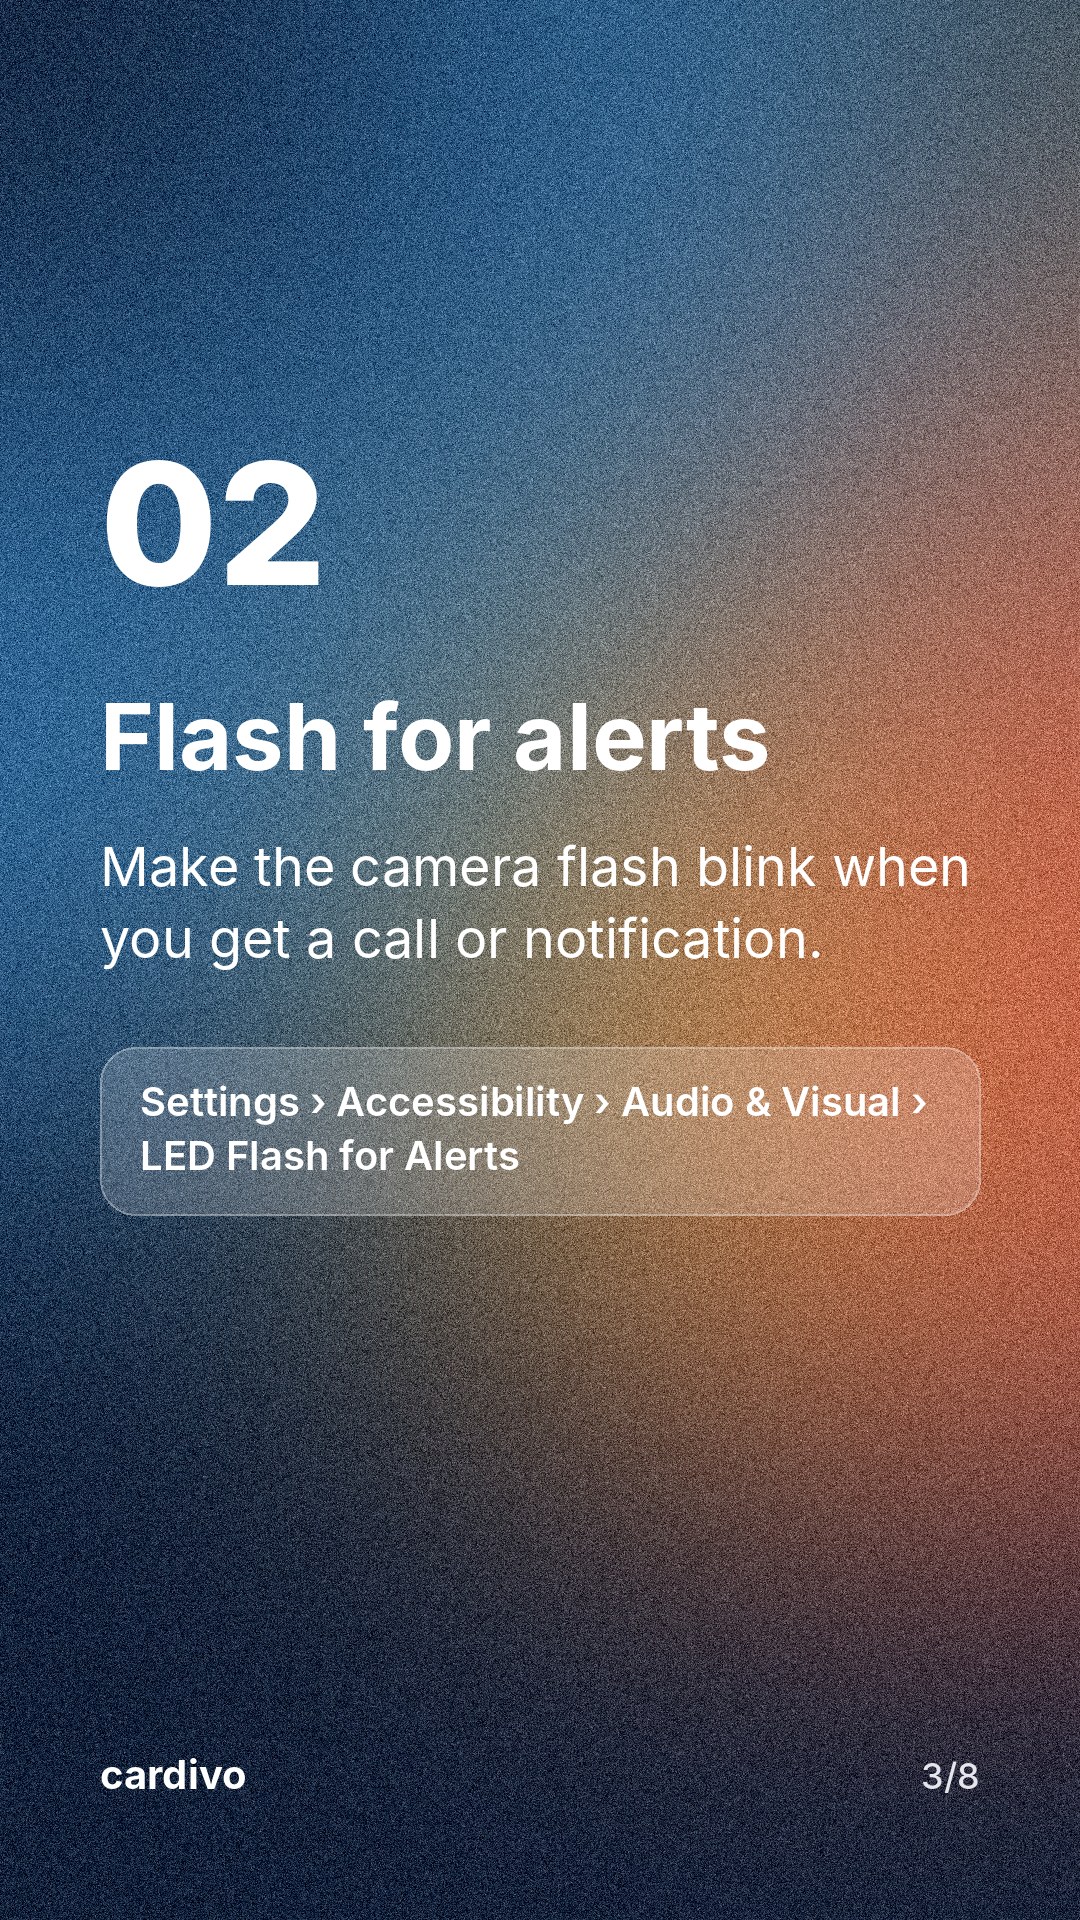 02
Flash for alerts
Make the camera flash blink when
you get a call or notification.
Settings › Accessibility › Audio & Visual ›
LED Flash for Alerts
cardivo
3/8